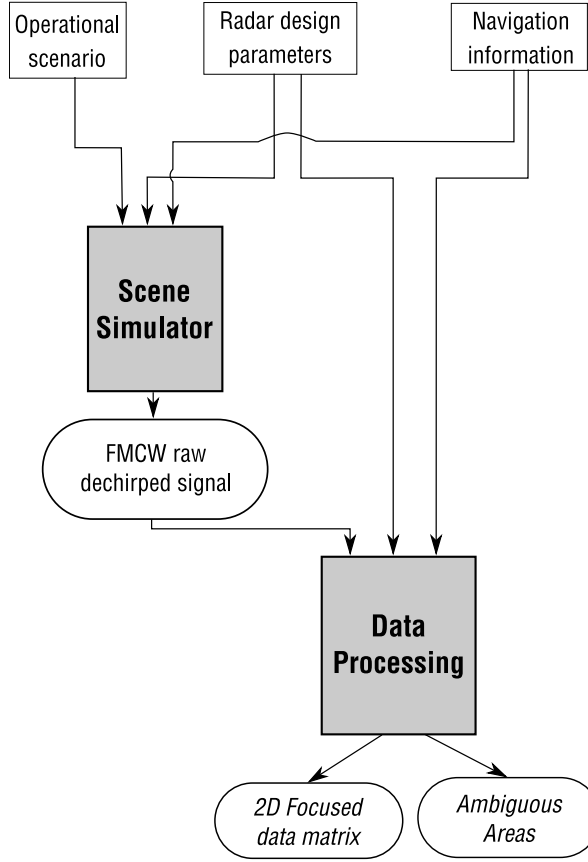 Operational
scenario
Radar design
parameters
Navigation
information
Scene
Simulator
FMCW raw
dechirped signal
Data
Processing
2D Focused
data matrix
Ambiguous
Areas